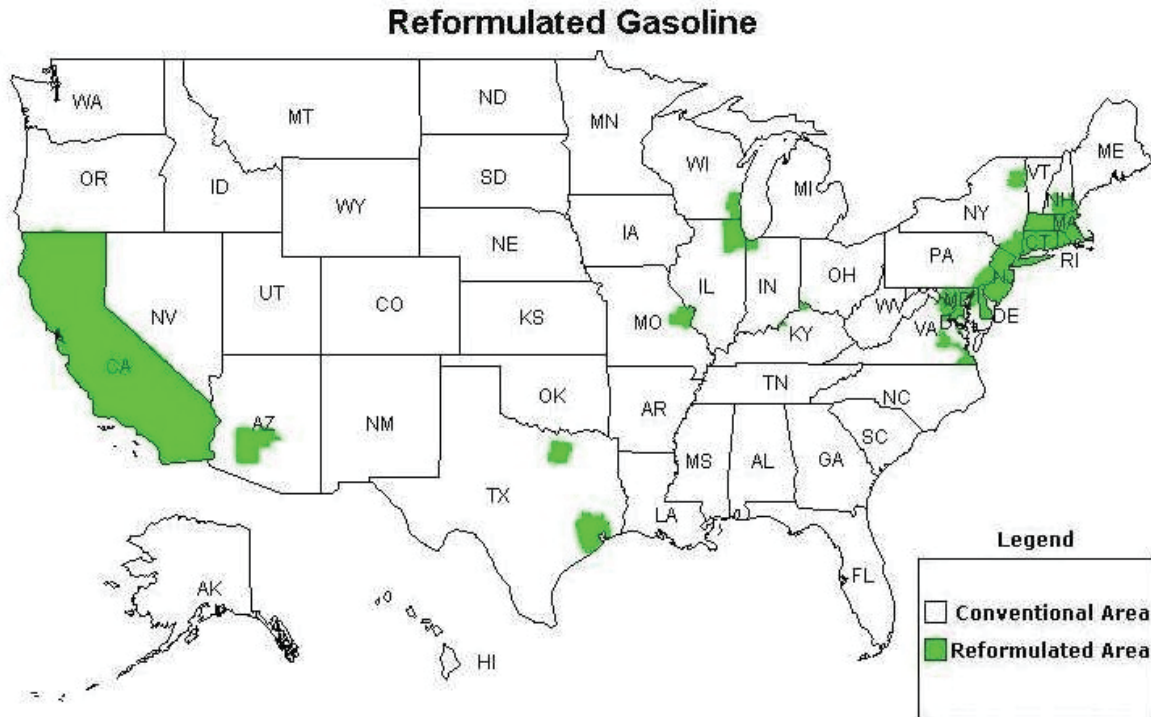 Reformulated Gasoline
WA
MT
ND
MN
ME
OR
ID
SD
WI
MI
VT
NH
WY
NY
MA
NE
IA
CT
RI
PA
NV
UT
CO
IL
IN
OH
NJ
MD
DE
WV
KS
MO
KY
VA
DC
CA
TN
NC
AZ
NM
OK
AR
SC
MS
AL
GA
TX
LA
FL
AK
HI
Legend
Conventional Area
Reformulated Area